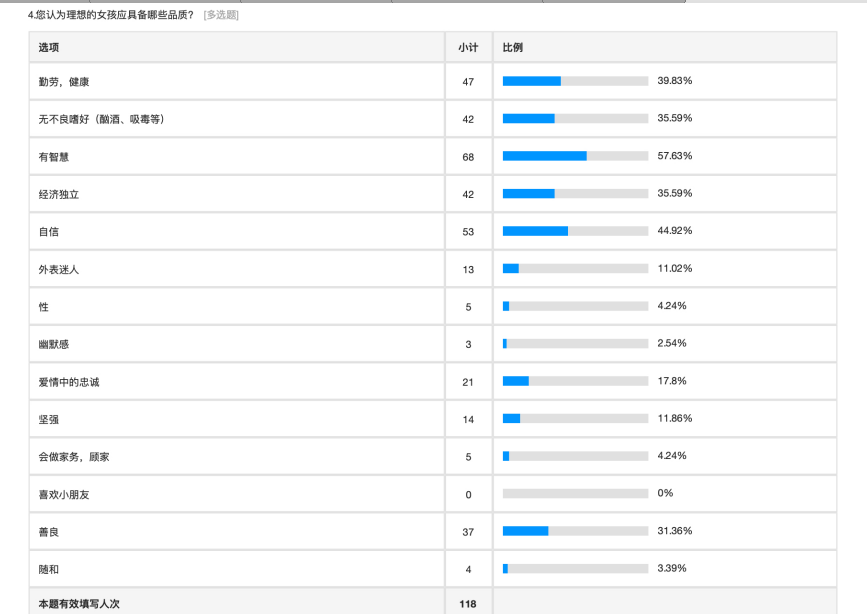 4.您认为理想的女孩应具备哪些品质？ [多选题]
选项 小计 比例
勤劳，健康 47 39.83%
无不良嗜好（酗酒、吸毒等） 42 35.59%
有智慧 68 57.63%
经济独立 42 35.59%
自信 53 44.92%
外表迷人 13 11.02%
性 5 4.24%
幽默感 3 2.54%
爱情中的忠诚 21 17.8%
坚强 14 11.86%
会做家务，顾家 5 4.24%
喜欢小朋友 0 0%
善良 37 31.36%
随和 4 3.39%
本题有效填写人次 118